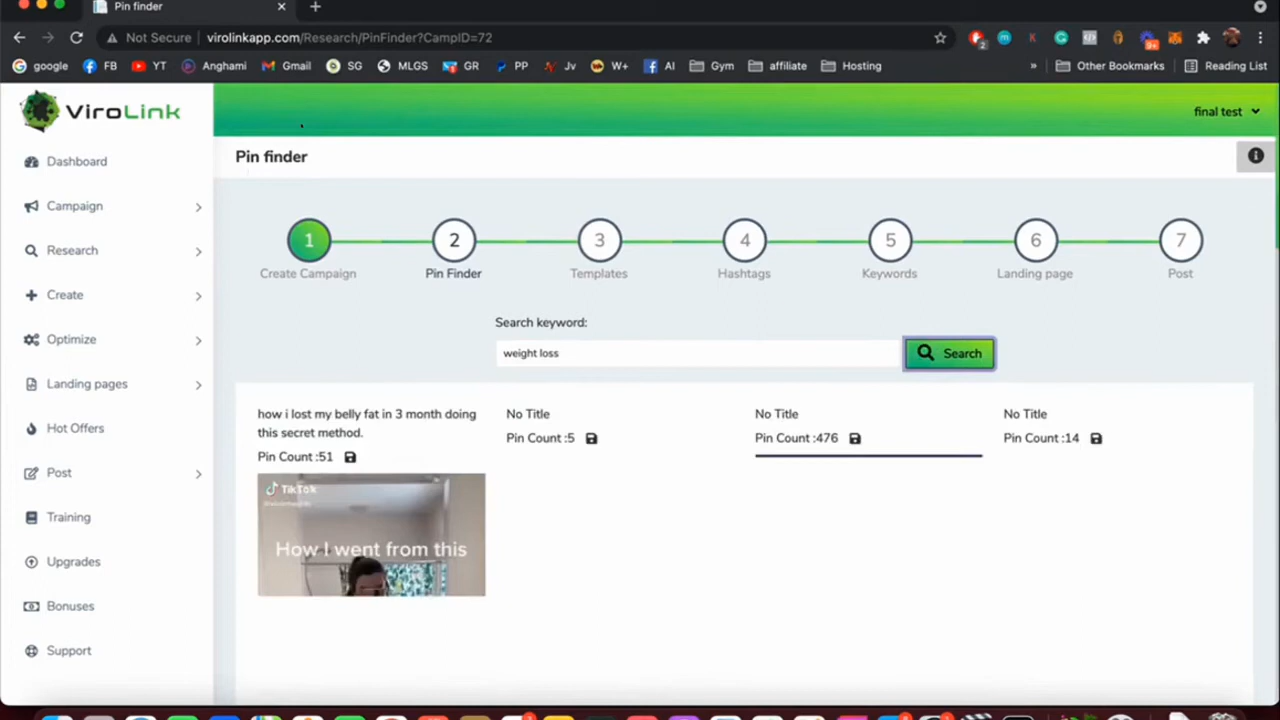 Pin finder
Not Secure
virolinkapp.com/Research/PinFinder?CampID=72
google
FB
YT
Anghami
Gmail
SG
MLGS
GR
PP
Jv
W+
AI
Gym
affiliate
Hosting
»
Other Bookmarks
Reading List
ViroLink
final test
Dashboard
Campaign
Research
Create
Optimize
Landing pages
Hot Offers
Post
Training
Upgrades
Bonuses
Support
Pin finder
1
2
3
4
5
6
7
Create Campaign
Pin Finder
Templates
Hashtags
Keywords
Landing page
Post
Search keyword:
weight loss
Search
how i lost my belly fat in 3 month doing
this secret method.
Pin Count :51
TikTok
How I went from this
No Title
Pin Count :5
No Title
Pin Count :476
No Title
Pin Count :14